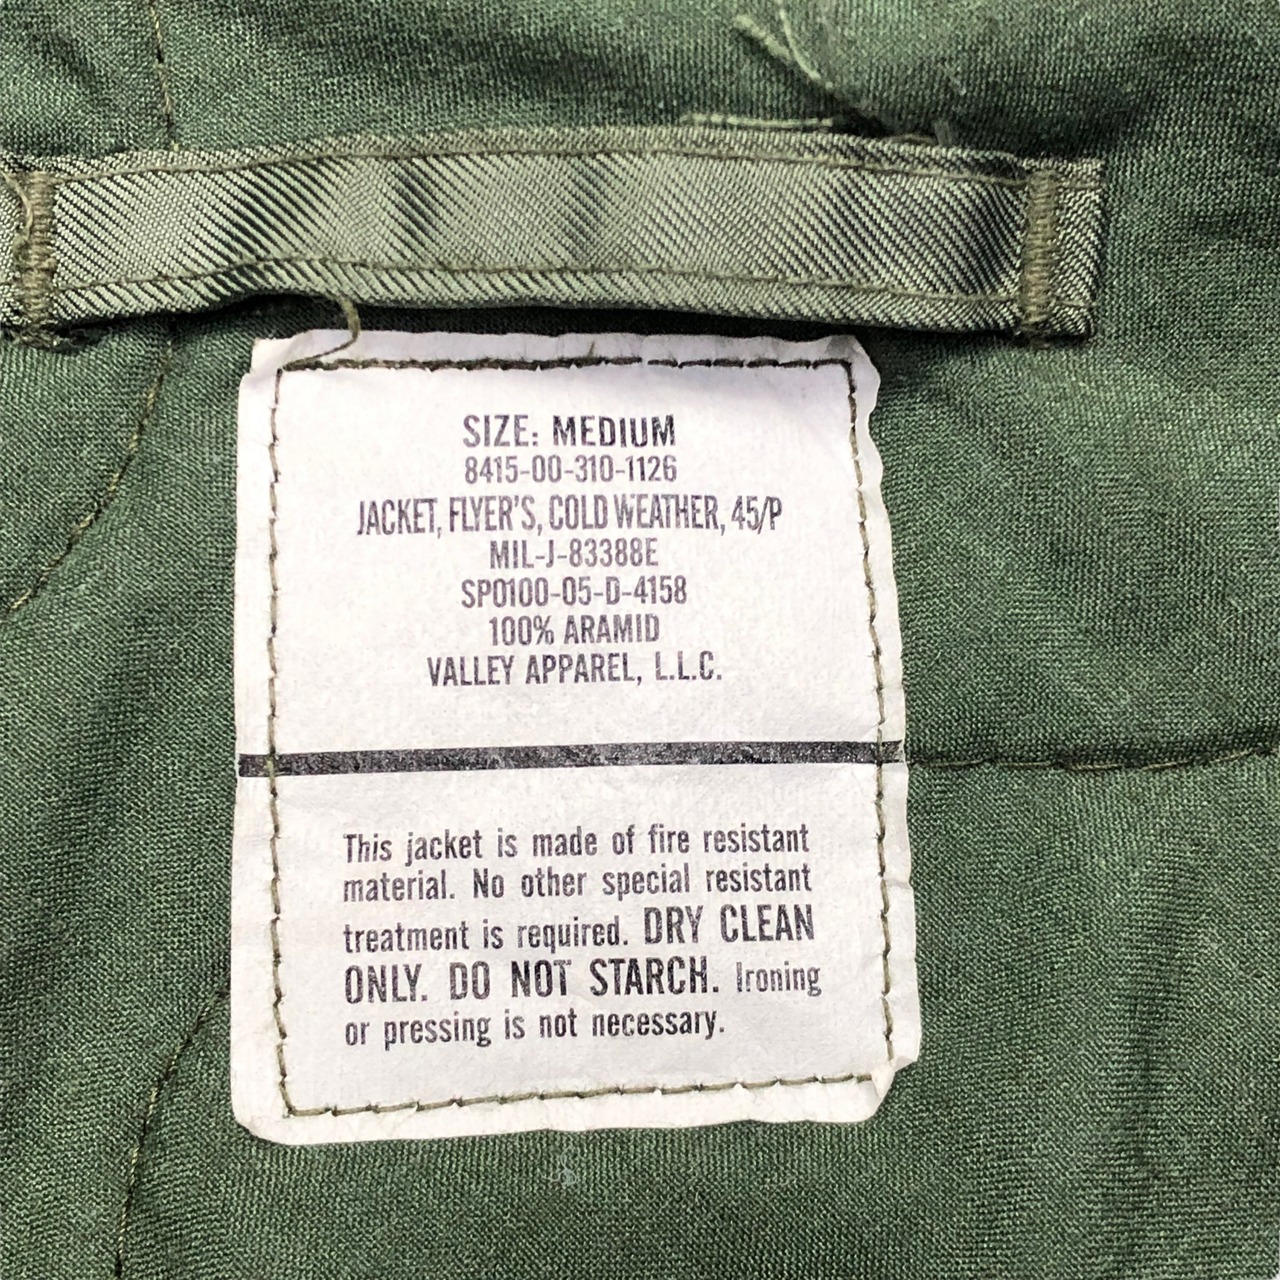 SIZE: MEDIUM
8415-00-310-1126
JACKET, FLYER'S, COLD WEATHER, 45/P
MIL-J-83388E
SP0100-05-D-4158
100% ARAMID
VALLEY APPAREL, L.L.C.
This jacket is made of fire resistant
material. No other special resistant
treatment is required. DRY CLEAN
ONLY. DO NOT STARCH. Ironing
or pressing is not necessary.